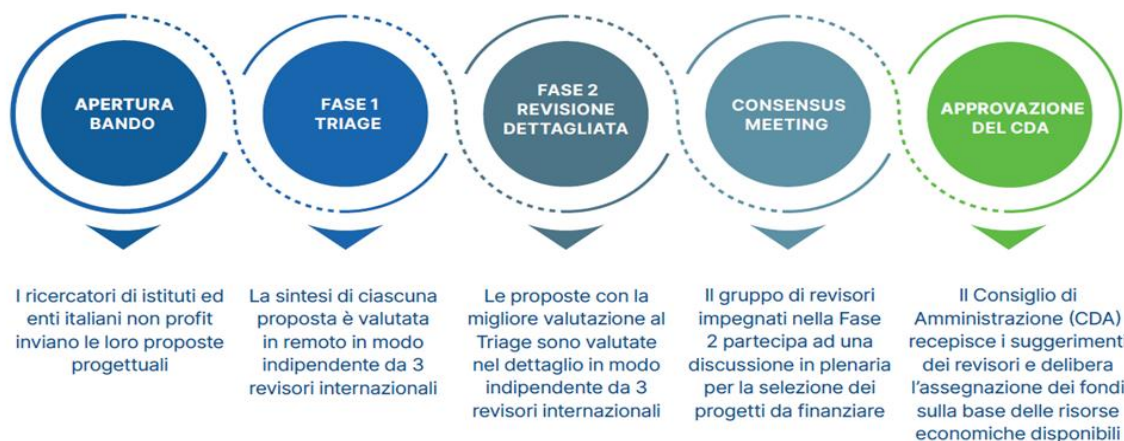 APERTURA
BANDO
FASE 1
TRIAGE
FASE 2
REVISIONE
DETTAGLIATA
CONSENSUS
MEETING
APPROVAZIONE
DEL CDA
I ricercatori di istituti ed
enti italiani non profit
inviano le loro proposte
progettuali
La sintesi di ciascuna
proposta è valutata
in remoto in modo
indipendente da 3
revisori internazionali
Le proposte con la
migliore valutazione al
Triage sono valutate
nel dettaglio in modo
indipendente da 3
revisori internazionali
Il gruppo di revisori
impegnati nella Fase
2 partecipa ad una
discussione in plenaria
per la selezione dei
progetti da finanziare
Il Consiglio di
Amministrazione (CDA)
recepisce i suggerimenti
dei revisori e delibera
l’assegnazione dei fondi
sulla base delle risorse
economiche disponibili